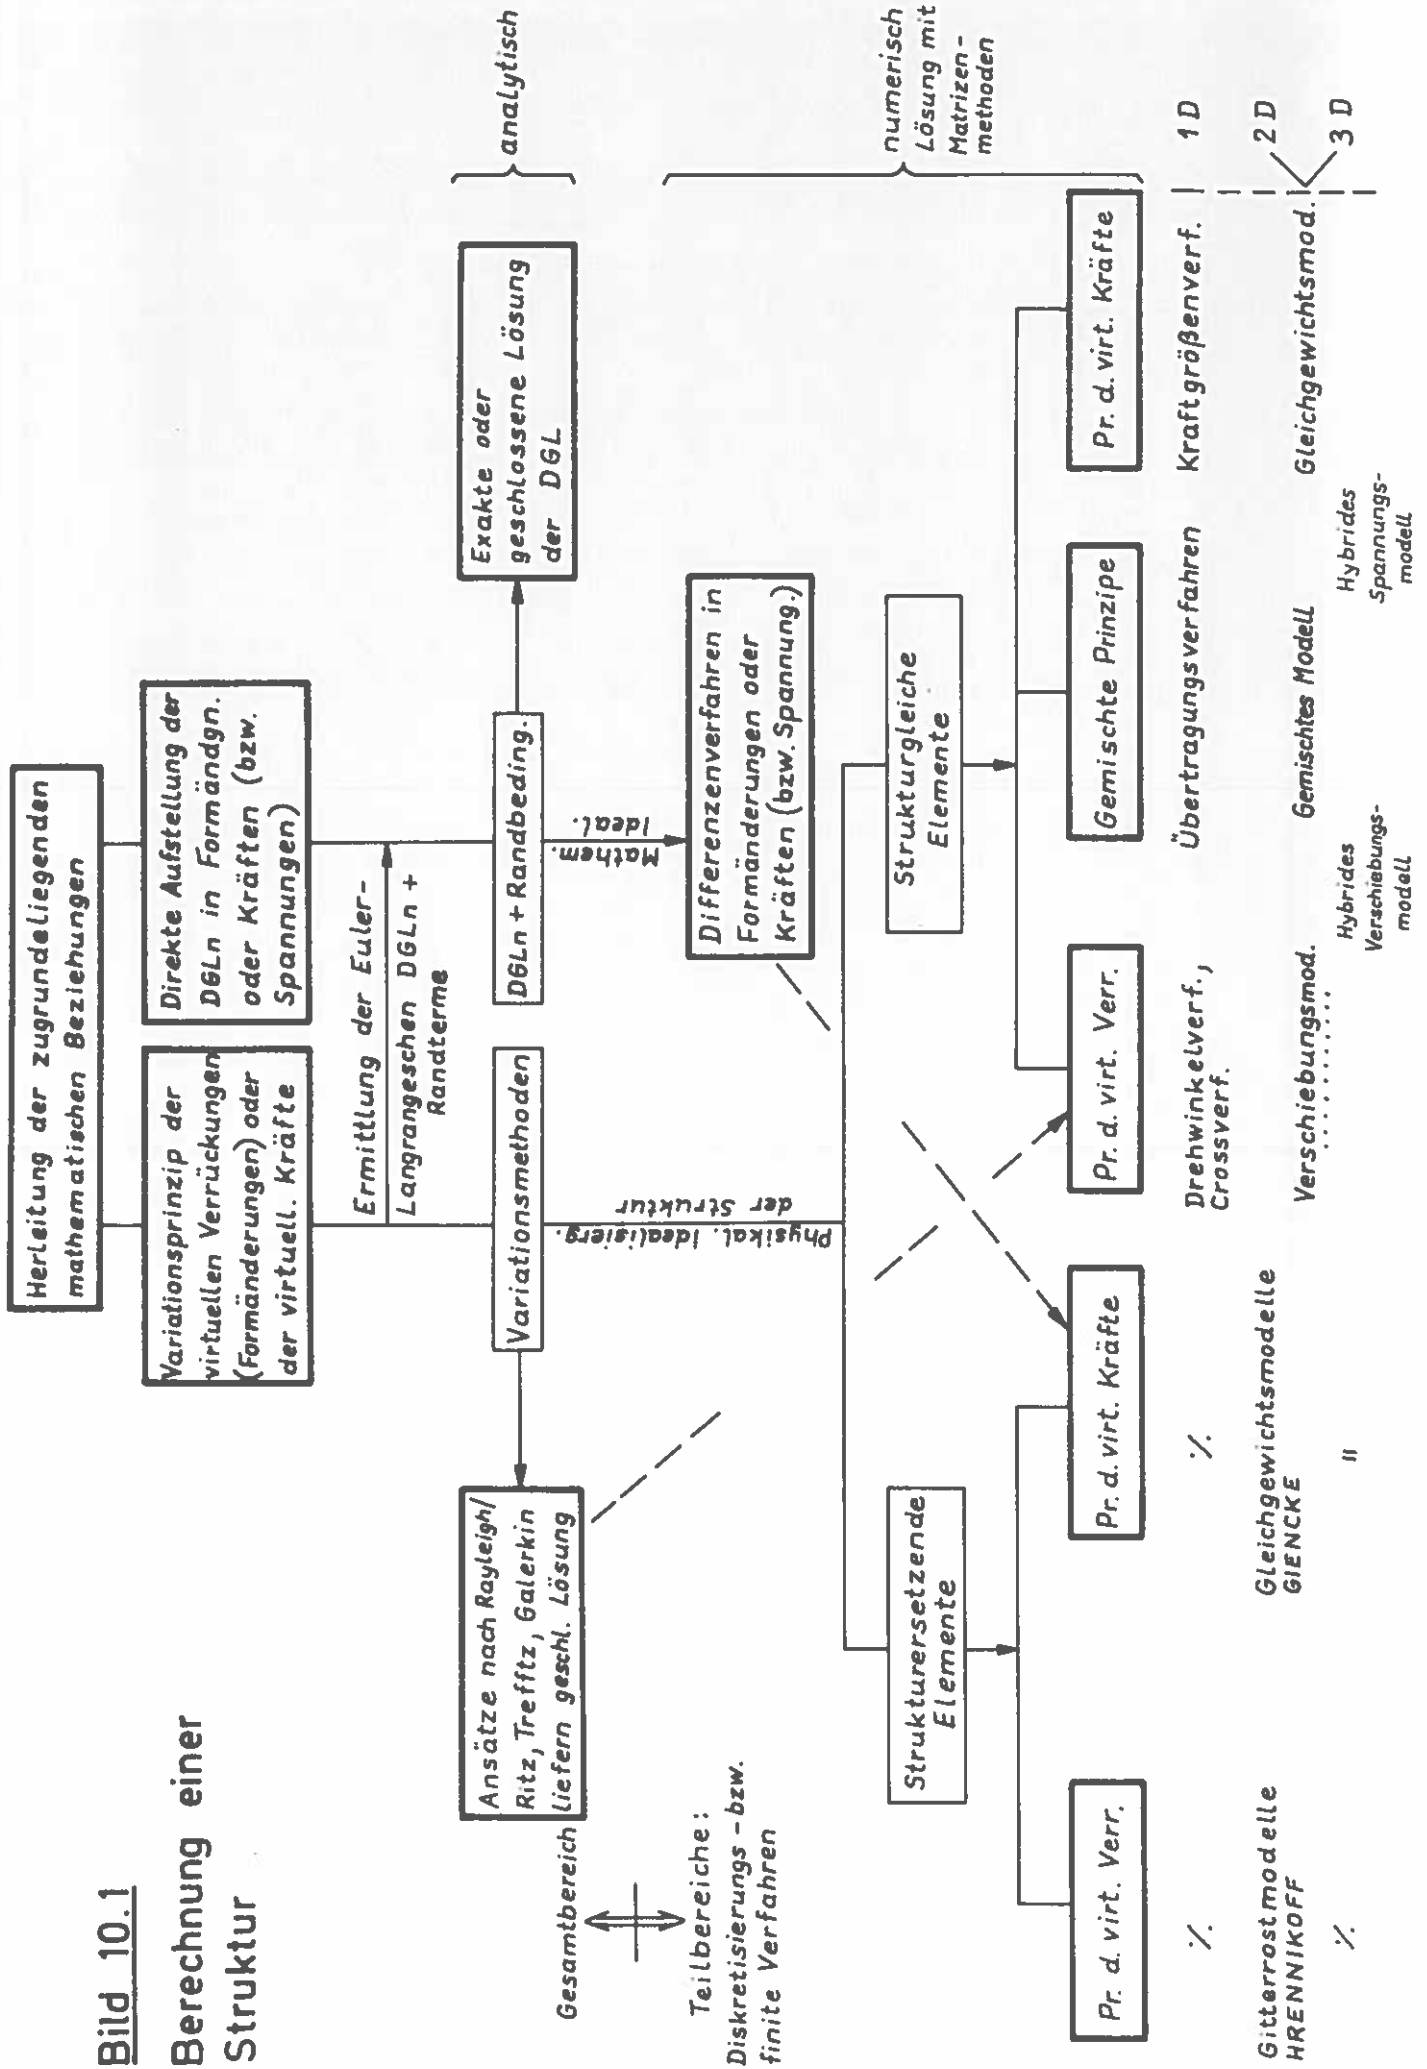 Bild 10.1
Berechnung einer
Struktur
Herleitung der zugrundeliegenden
mathematischen Beziehungen
Variationsprinzip der
virtuellen Verrückungen
(Formänderungen) oder
der virtuell. Kräfte
Direkte Aufstellung der
DGLn in Formändgn.
oder Kräften (bzw.
Spannungen)
Ermittlung der Euler-
Langrangeschen DGLn +
Randterme
Ansätze nach Rayleigh/
Ritz, Trefftz, Galerkin
liefern geschl. Lösung
Variationsmethoden
DGLn + Randbeding.
Exakte oder
geschlossene Lösung
der DGL
analytisch
Gesamtbereich
Teilbereiche:
Diskretisierungs-bzw.
finite Verfahren
Physikal. Idealisierg.
der Struktur
Mathem.
Ideal.
Differenzenverfahren in
Formänderungen oder
Kräften (bzw. Spannung.)
numerisch
Lösung mit
Matrizen-
methoden
Strukturersetzende
Elemente
Strukturgleiche
Elemente
Pr. d. virt. Verr.
Pr. d. virt. Kräfte
Pr. d. virt. Verr.
Gemischte Prinzipe
Pr. d. virt. Kräfte
·/.
·/.
Drehwinkelverf.,
Crossverf.
Übertragungsverfahren
Kraftgrößenverf.
1D
Gitterrostmodelle
HRENNIKOFF
Gleichgewichtsmodelle
GIENCKE
Verschiebungsmod.
Gemischtes Modell
Gleichgewichtsmod.
2D
·/.
"
Hybrides
Verschiebungs-
modell
Hybrides
Spannungs-
modell
3D